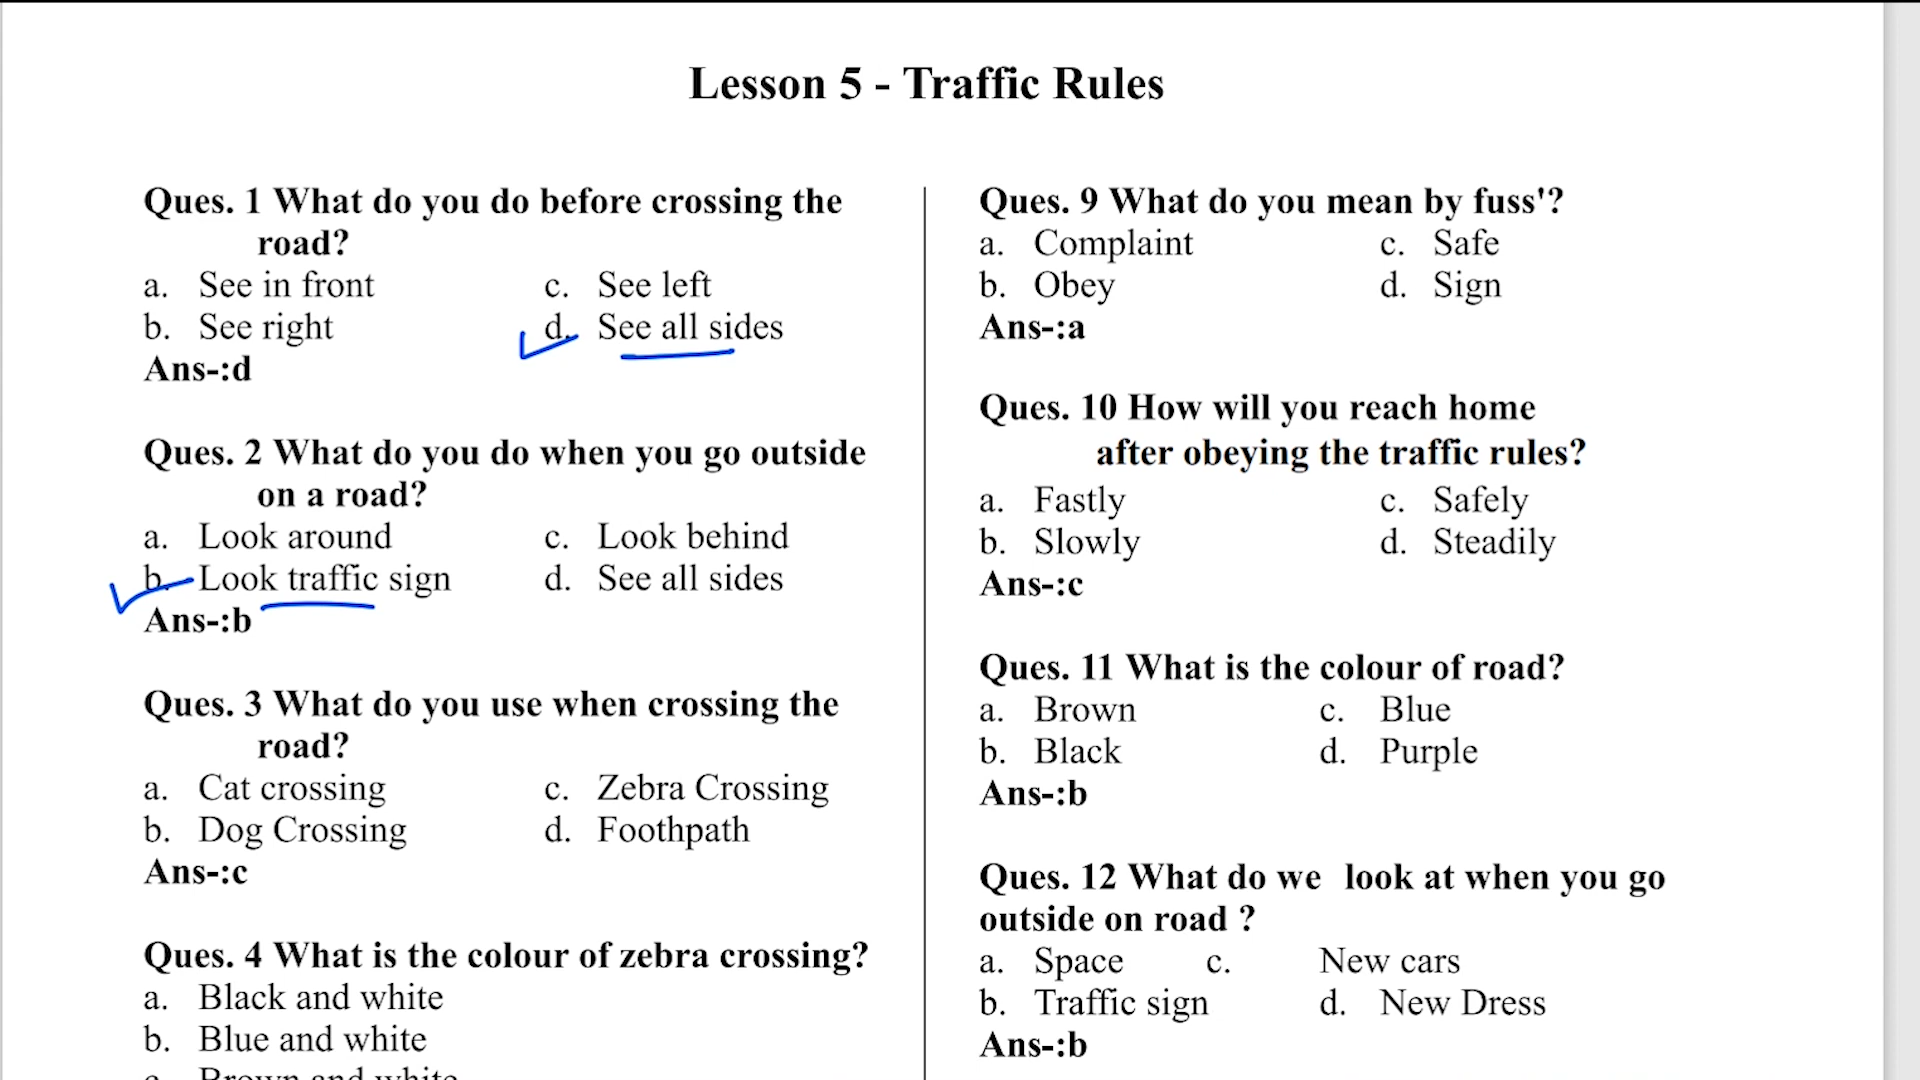 Lesson 5 - Traffic Rules
Ques. 1 What do you do before crossing the
road?
a. See in front c. See left
b. See right d. See all sides
Ans-:d
Ques. 2 What do you do when you go outside
on a road?
a. Look around c. Look behind
b. Look traffic sign d. See all sides
Ans-:b
Ques. 3 What do you use when crossing the
road?
a. Cat crossing c. Zebra Crossing
b. Dog Crossing d. Foothpath
Ans-:c
Ques. 4 What is the colour of zebra crossing?
a. Black and white
b. Blue and white
c. Brown and white
Ques. 9 What do you mean by fuss'?
a. Complaint c. Safe
b. Obey d. Sign
Ans-:a
Ques. 10 How will you reach home
after obeying the traffic rules?
a. Fastly c. Safely
b. Slowly d. Steadily
Ans-:c
Ques. 11 What is the colour of road?
a. Brown c. Blue
b. Black d. Purple
Ans-:b
Ques. 12 What do we look at when you go
outside on road ?
a. Space c. New cars
b. Traffic sign d. New Dress
Ans-:b